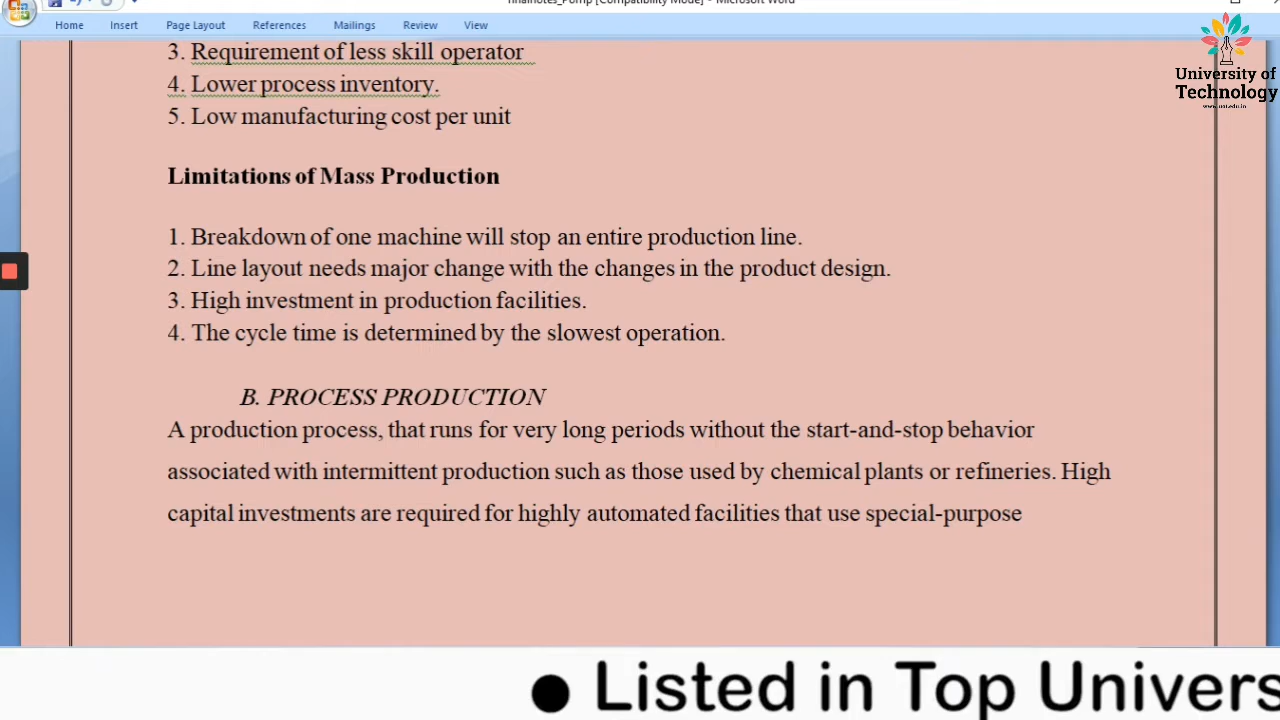 finalnotes_Pomp [Compatibility Mode] - Microsoft Word
Home Insert Page Layout References Mailings Review View
University of
Technology
3. Requirement of less skill operator
4. Lower process inventory.
5. Low manufacturing cost per unit
Limitations of Mass Production
1. Breakdown of one machine will stop an entire production line.
2. Line layout needs major change with the changes in the product design.
3. High investment in production facilities.
4. The cycle time is determined by the slowest operation.
B. PROCESS PRODUCTION
A production process, that runs for very long periods without the start-and-stop behavior
associated with intermittent production such as those used by chemical plants or refineries. High
capital investments are required for highly automated facilities that use special-purpose
● Listed in Top Univers